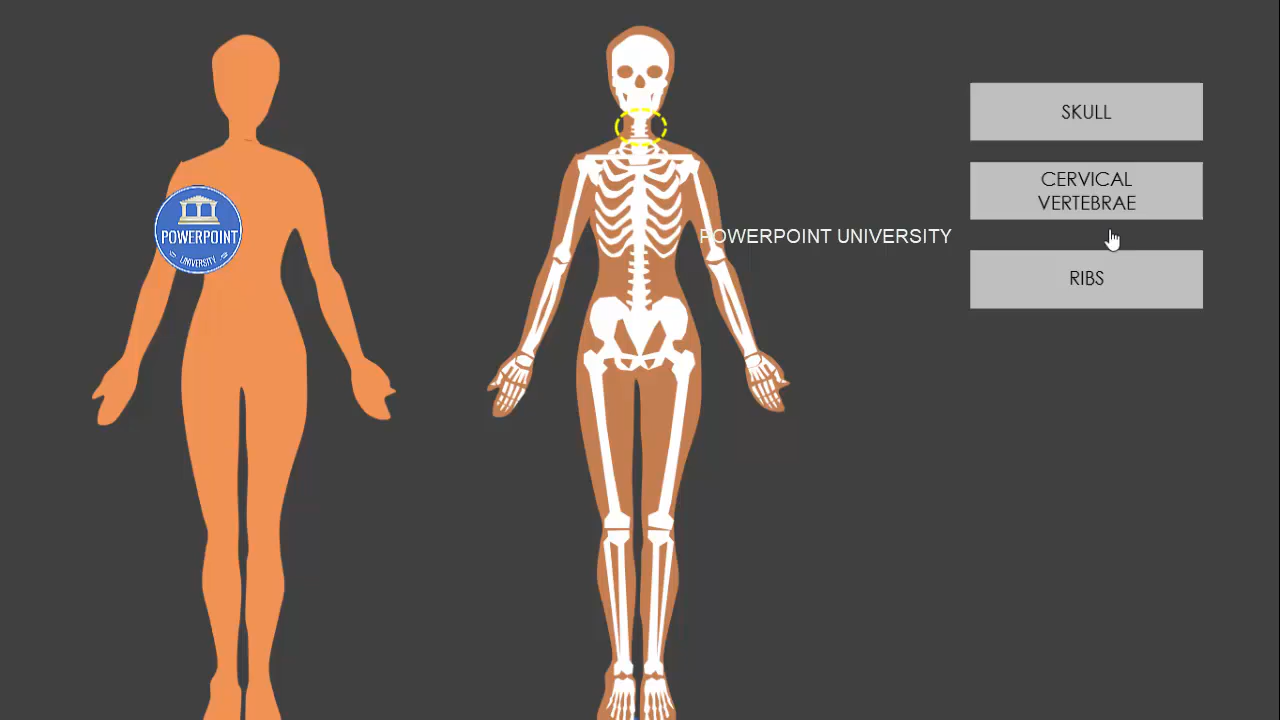 SKULL
CERVICAL
VERTEBRAE
POWERPOINT
UNIVERSITY
POWERPOINT UNIVERSITY
RIBS